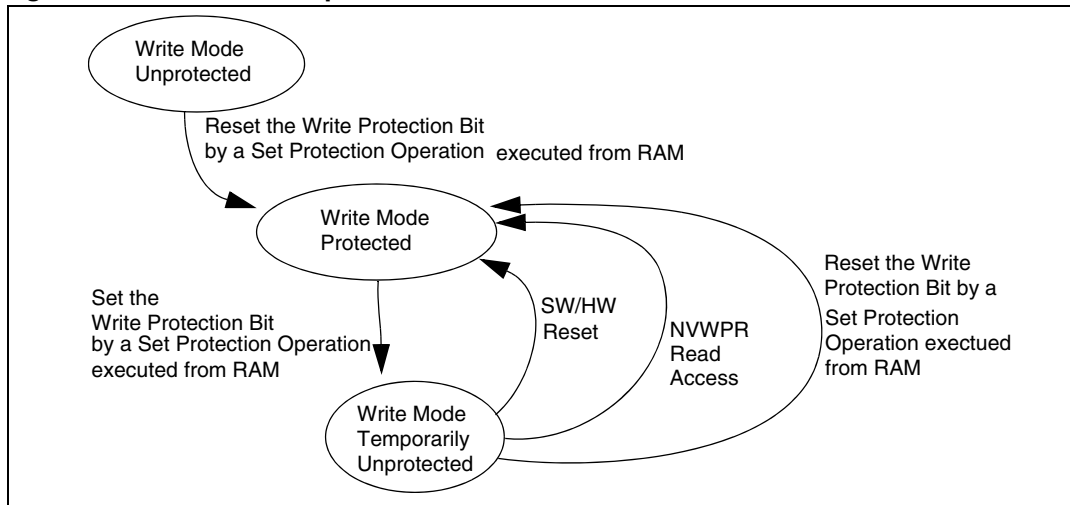 Write Mode
Unprotected
Reset the Write Protection Bit
by a Set Protection Operation executed from RAM
Write Mode
Protected
Set the
Write Protection Bit
by a Set Protection Operation
executed from RAM
SW/HW
Reset
NVWPR
Read
Access
Reset the Write
Protection Bit by a
Set Protection
Operation exectued
from RAM
Write Mode
Temporarily
Unprotected